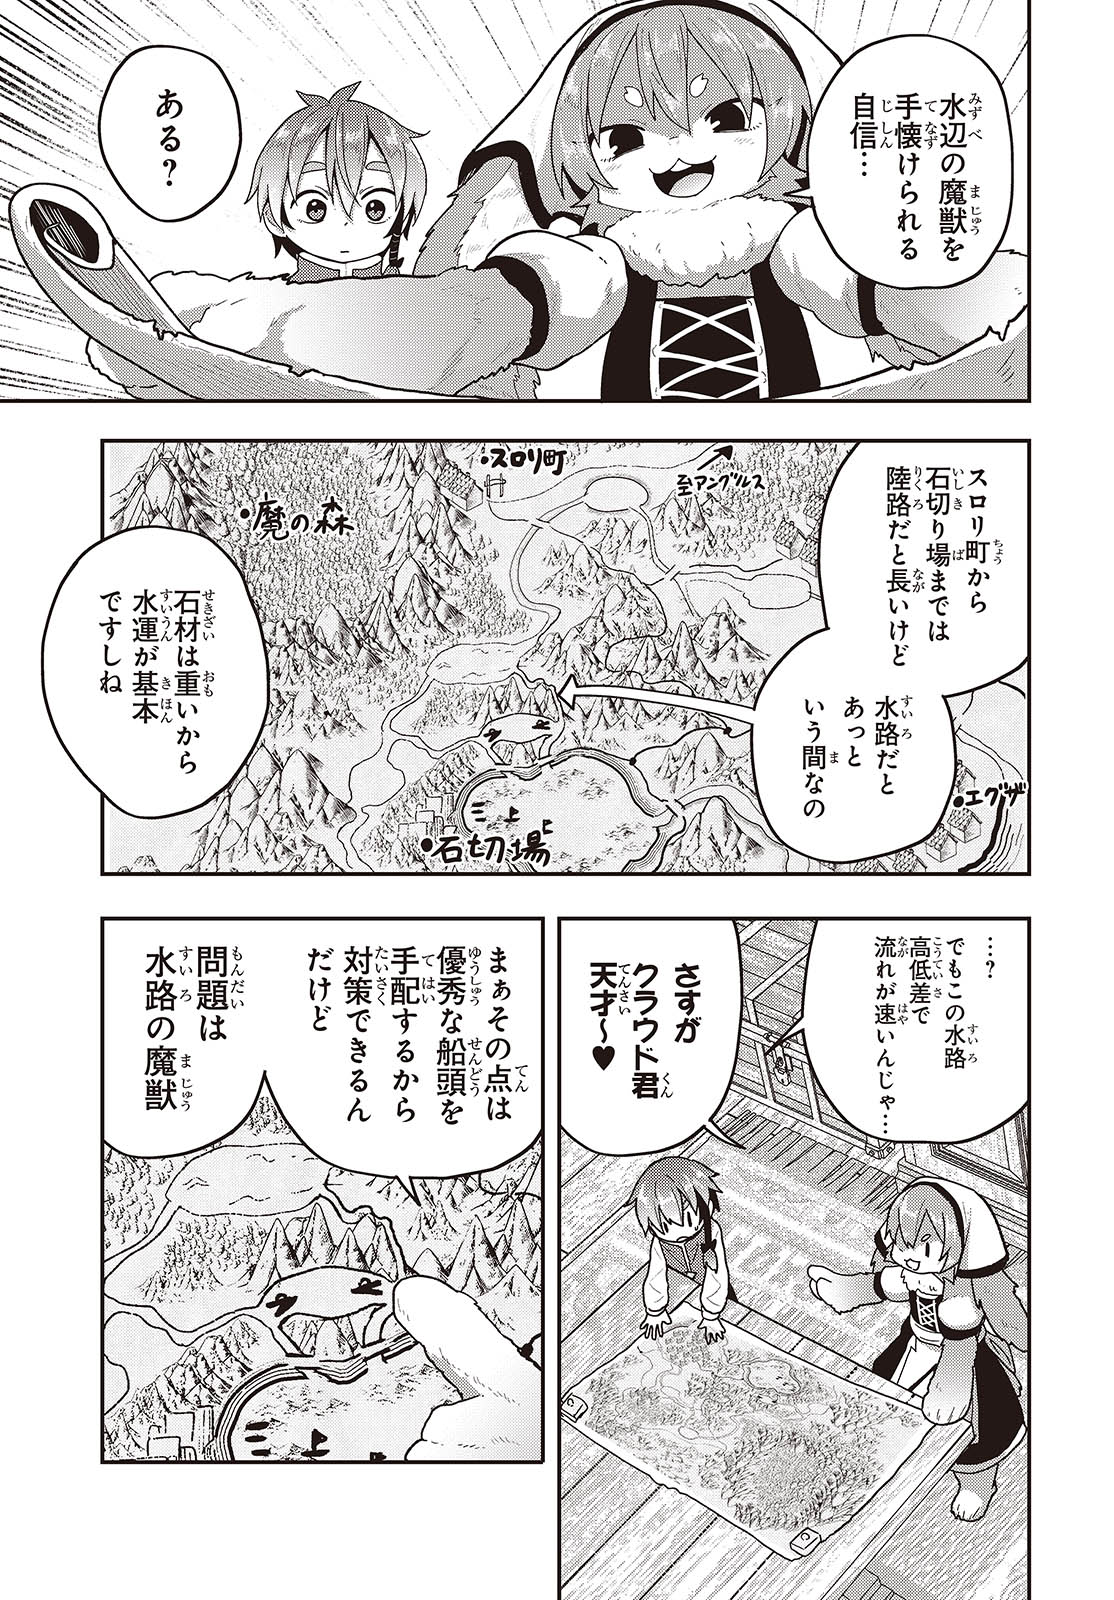 水辺の魔獣を
手懐けられる
自信…
ある？
スロリ町から
石切り場までは
陸路だと長いけど
水路だと
あっと
いう間なの
石材は重いから
水運が基本
ですしね
・スロリ町
至アングルス
・魔の森
・エグザ
・石切場
…？
でもこの水路
高低差で
流れが速いんじゃ…
さすが
クラウド君
天才〜♥
まぁその点は
優秀な船頭を
手配するから
対策できるん
だけど
問題は
水路の魔獣